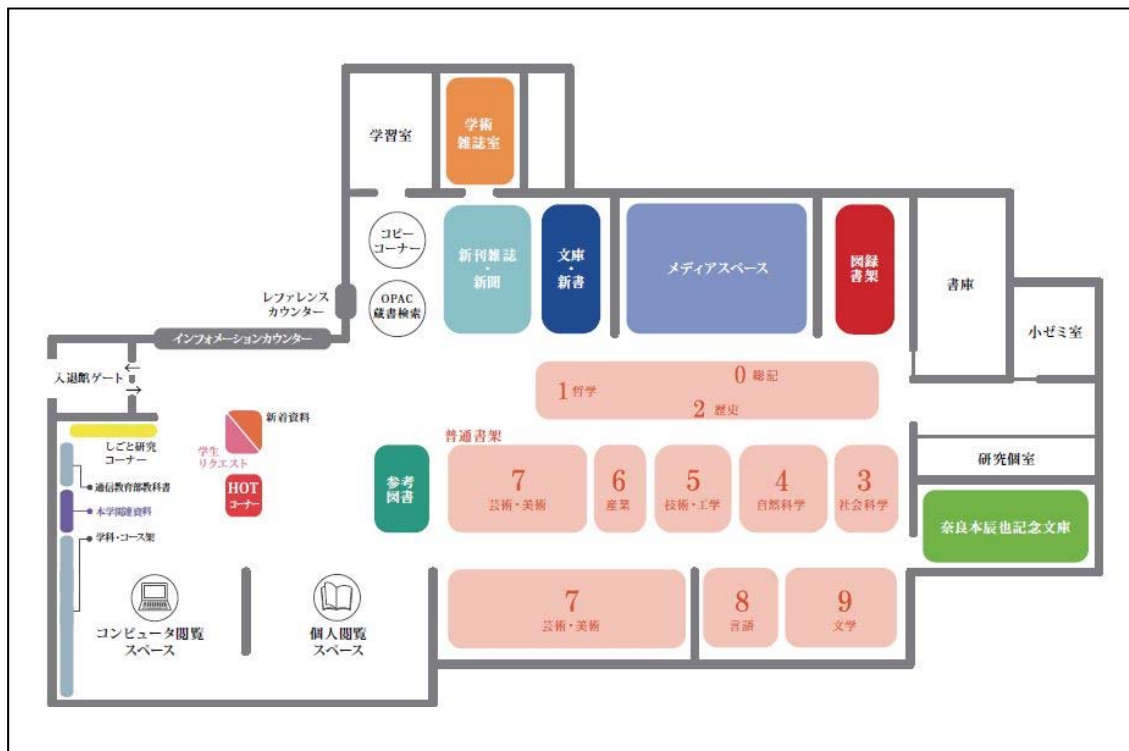 学習室
学術
雑誌室
コピー
コーナー
新刊雑誌
・
新聞
文庫
・
新書
メディアスペース
図録
書架
書庫
レファレンス
カウンター
OPAC
蔵書検索
小ゼミ室
インフォメーションカウンター
入退館ゲート
0 総記
1 哲学
2 歴史
新着資料
しごと研究
コーナー
学生
リクエスト
普通書架
参考
図書
7
芸術・美術
6
産業
5
技術・工学
4
自然科学
3
社会科学
研究個室
HOT
コーナー
通信教育部教科書
本学関連資料
学科・コース架
奈良本辰也記念文庫
コンピュータ閲覧
スペース
個人閲覧
スペース
7
芸術・美術
8
言語
9
文学